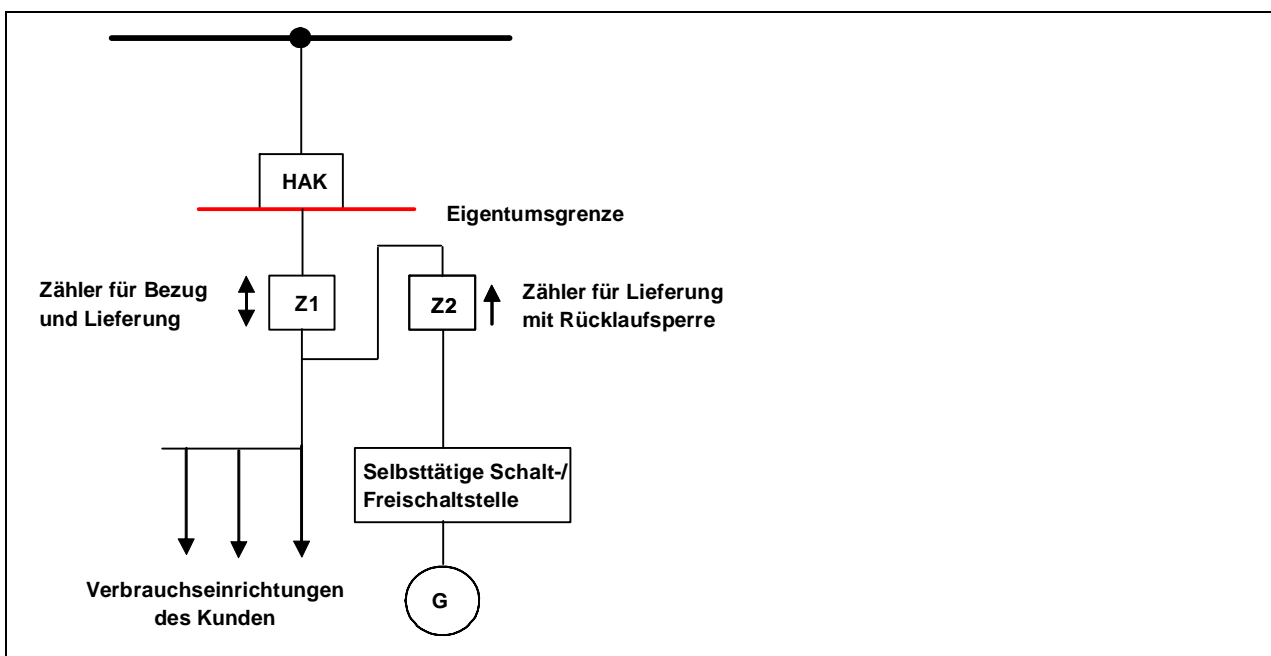 HAK
Eigentumsgrenze
Zähler für Bezug
und Lieferung
Z1
Z2
Zähler für Lieferung
mit Rücklaufsperre
Selbsttätige Schalt-/
Freischaltstelle
Verbrauchseinrichtungen
des Kunden
G